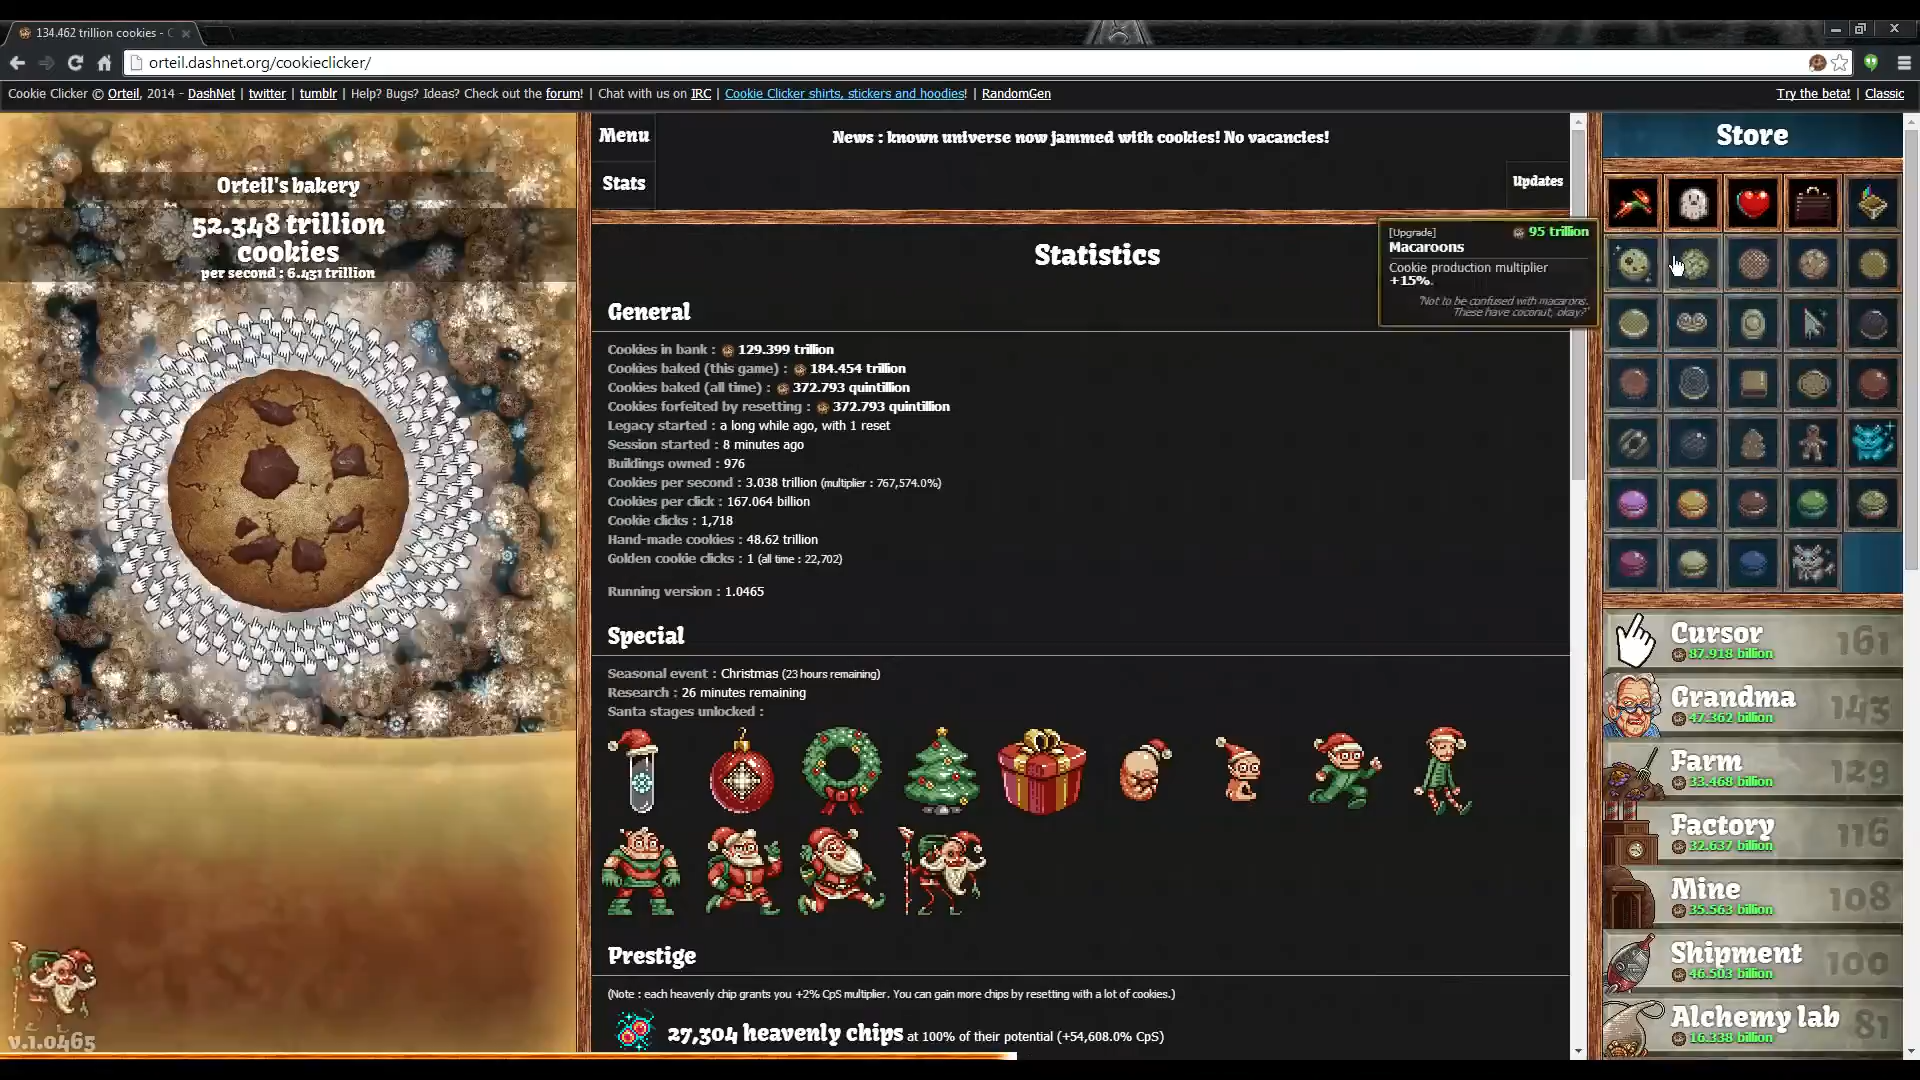 134.462 trillion cookies - C
orteil.dashnet.org/cookieclicker/
Cookie Clicker © Orteil, 2014 - DashNet | twitter | tumblr | Help? Bugs? Ideas? Check out the forum! | Chat with us on IRC | Cookie Clicker shirts, stickers and hoodies! | RandomGen
Try the beta! | Classic
Orteil's bakery
52.348 trillion
cookies
per second : 6.431 trillion
v.1.0465
Menu
Stats
News : known universe now jammed with cookies! No vacancies!
Updates
Statistics
General
Cookies in bank : 129.399 trillion
Cookies baked (this game) : 184.454 trillion
Cookies baked (all time) : 372.793 quintillion
Cookies forfeited by resetting : 372.793 quintillion
Legacy started : a long while ago, with 1 reset
Session started : 8 minutes ago
Buildings owned : 976
Cookies per second : 3.038 trillion (multiplier : 767,574.0%)
Cookies per click : 167.064 billion
Cookie clicks : 1,718
Hand-made cookies : 48.62 trillion
Golden cookie clicks : 1 (all time : 22,702)
Running version : 1.0465
Special
Seasonal event : Christmas (23 hours remaining)
Research : 26 minutes remaining
Santa stages unlocked :
Prestige
(Note : each heavenly chip grants you +2% CpS multiplier. You can gain more chips by resetting with a lot of cookies.)
27,304 heavenly chips at 100% of their potential (+54,608.0% CpS)
[Upgrade] 95 trillion
Macaroons
Cookie production multiplier
+15%.
"Not to be confused with macarons.
These have coconut, okay?"
Store
Cursor 161
87.918 billion
Grandma 143
47.362 billion
Farm 129
33.468 billion
Factory 116
32.637 billion
Mine 108
35.563 billion
Shipment 100
46.503 billion
Alchemy lab 81
16.338 billion